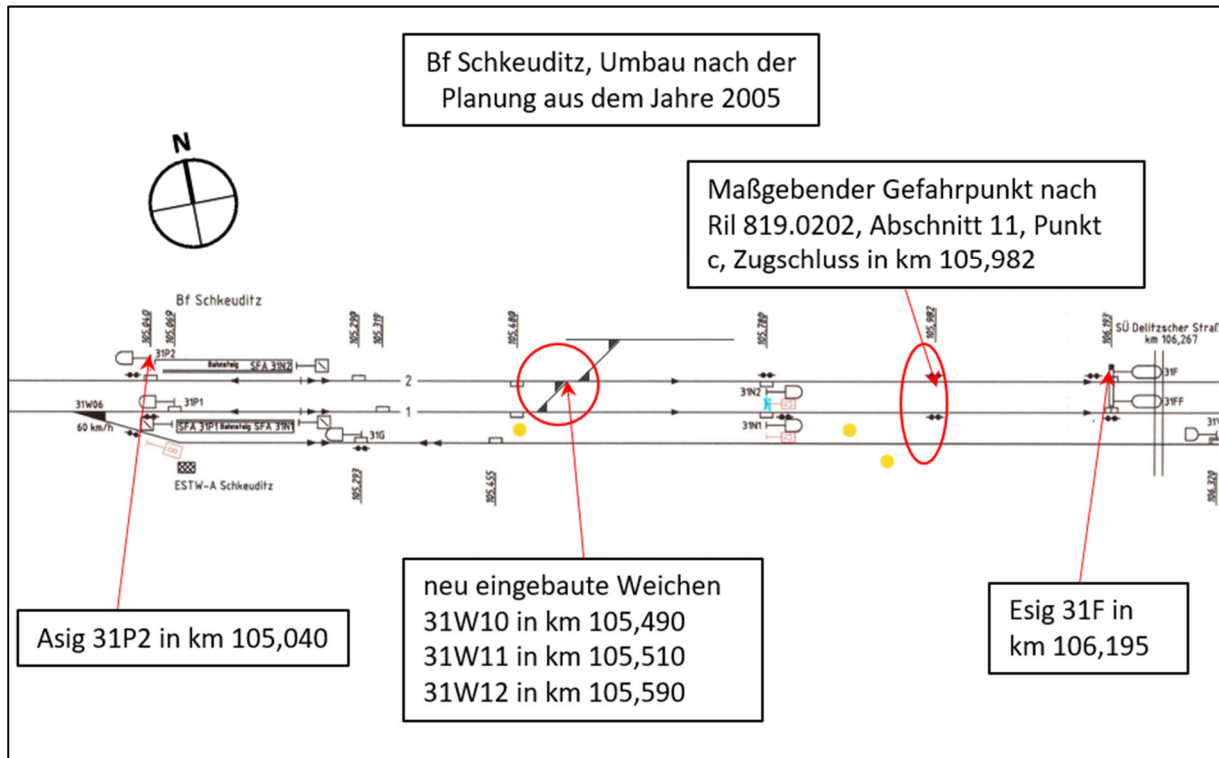 Bf Schkeuditz, Umbau nach der
Planung aus dem Jahre 2005
N
Maßgebender Gefahrpunkt nach
Ril 819.0202, Abschnitt 11, Punkt
c, Zugschluss in km 105,982
Bf Schkeuditz
105.040
105.060
105.290
105.319
105.480
105.780
105.982
106.193
SÜ Delitzscher Straß
km 106,267
31P2
Bahnsteig SFA 31N2
2
31F
31W06
60 km/h
31P1
1
31N2
31FF
SFA 31P1 Bahnsteig SFA 31N1
31G
31N1
ESTW-A Schkeuditz
105.293
105.455
106.320
Asig 31P2 in km 105,040
neu eingebaute Weichen
31W10 in km 105,490
31W11 in km 105,510
31W12 in km 105,590
Esig 31F in
km 106,195